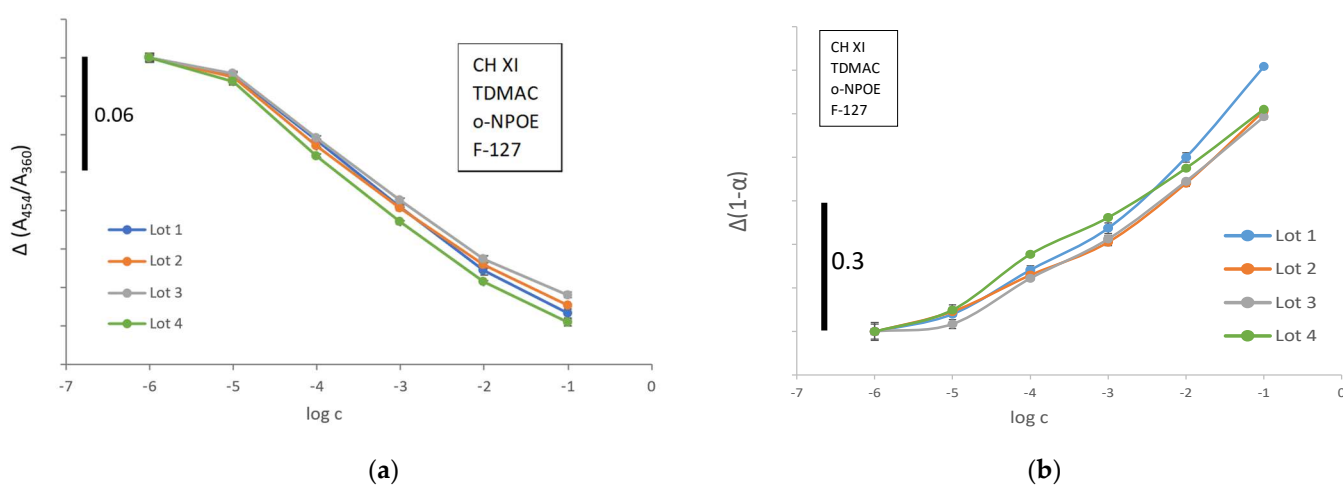 Δ (A454/A360)
0.06
CH XI
TDMAC
o-NPOE
F-127
Lot 1
Lot 2
Lot 3
Lot 4
-7
-6
-5
-4
-3
-2
-1
0
log c
(a)
Δ(1-α)
CH XI
TDMAC
o-NPOE
F-127
0.3
Lot 1
Lot 2
Lot 3
Lot 4
-7
-6
-5
-4
-3
-2
-1
0
log c
(b)